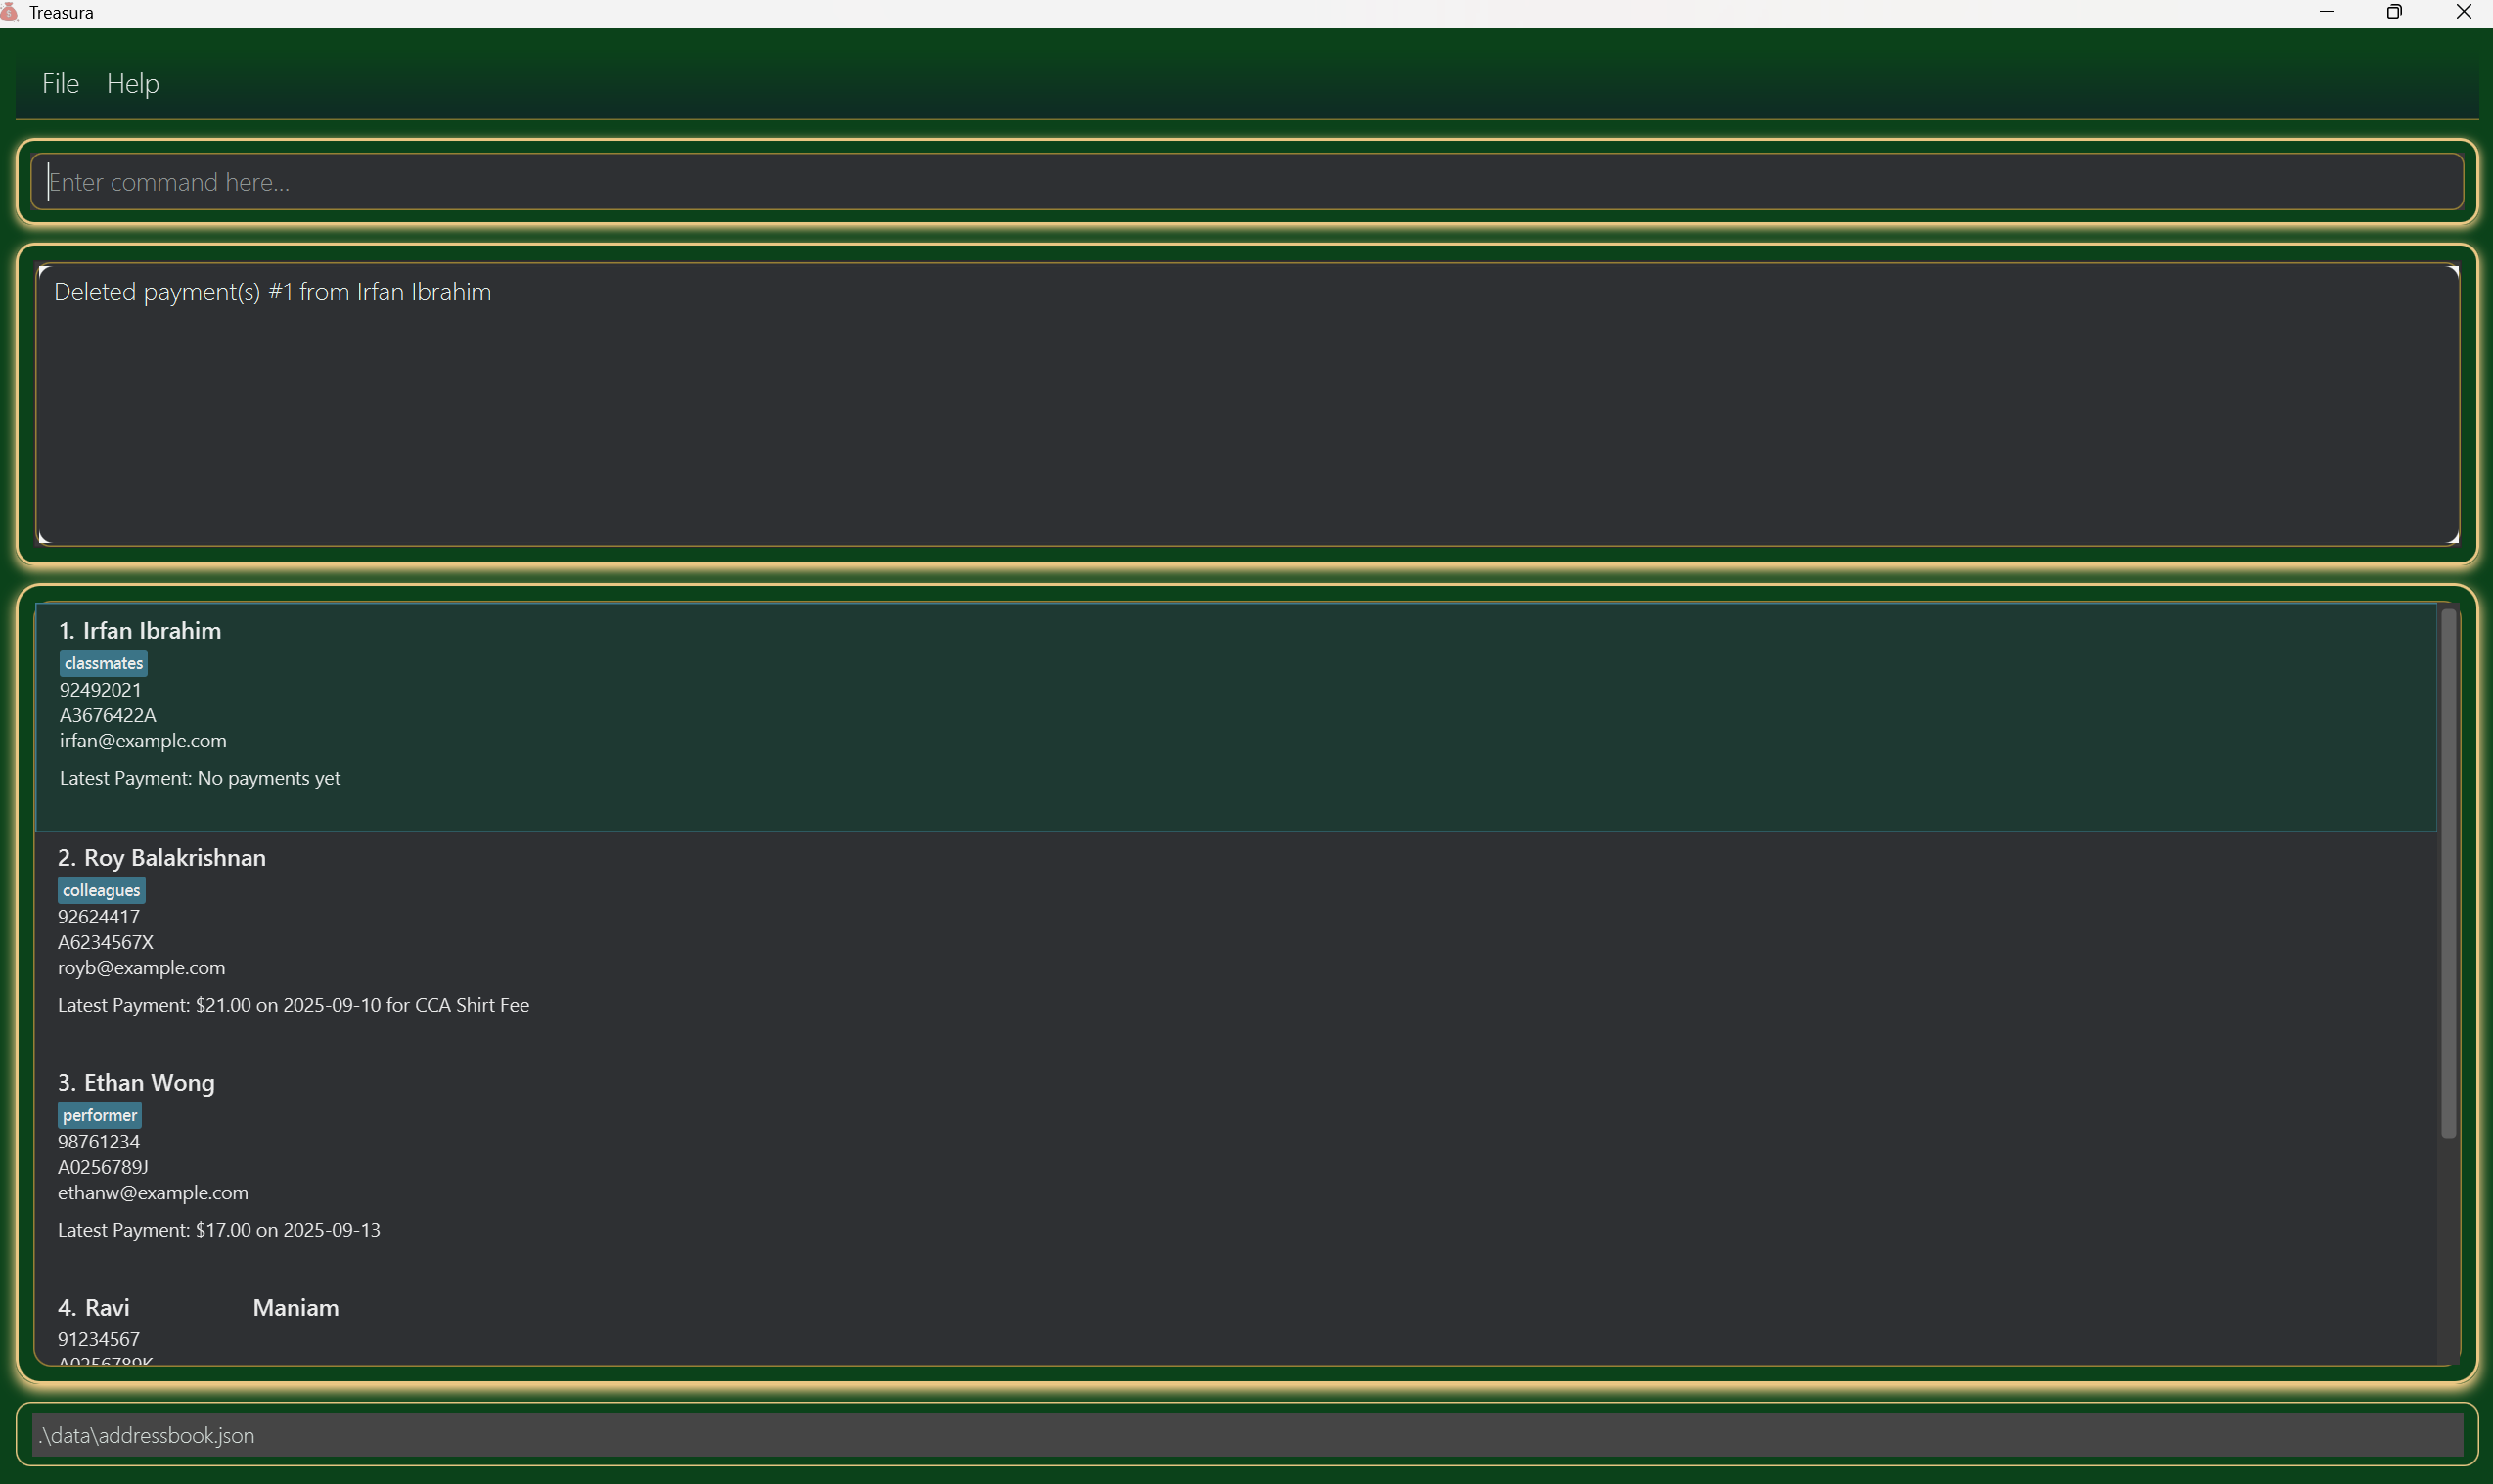 Treasura
File Help
Enter command here...
Deleted payment(s) #1 from Irfan Ibrahim
1. Irfan Ibrahim
classmates
92492021
A3676422A
irfan@example.com
Latest Payment: No payments yet
2. Roy Balakrishnan
colleagues
92624417
A6234567X
royb@example.com
Latest Payment: $21.00 on 2025-09-10 for CCA Shirt Fee
3. Ethan Wong
performer
98761234
A0256789J
ethanw@example.com
Latest Payment: $17.00 on 2025-09-13
4. Ravi Maniam
91234567
A0256789K
.\data\addressbook.json